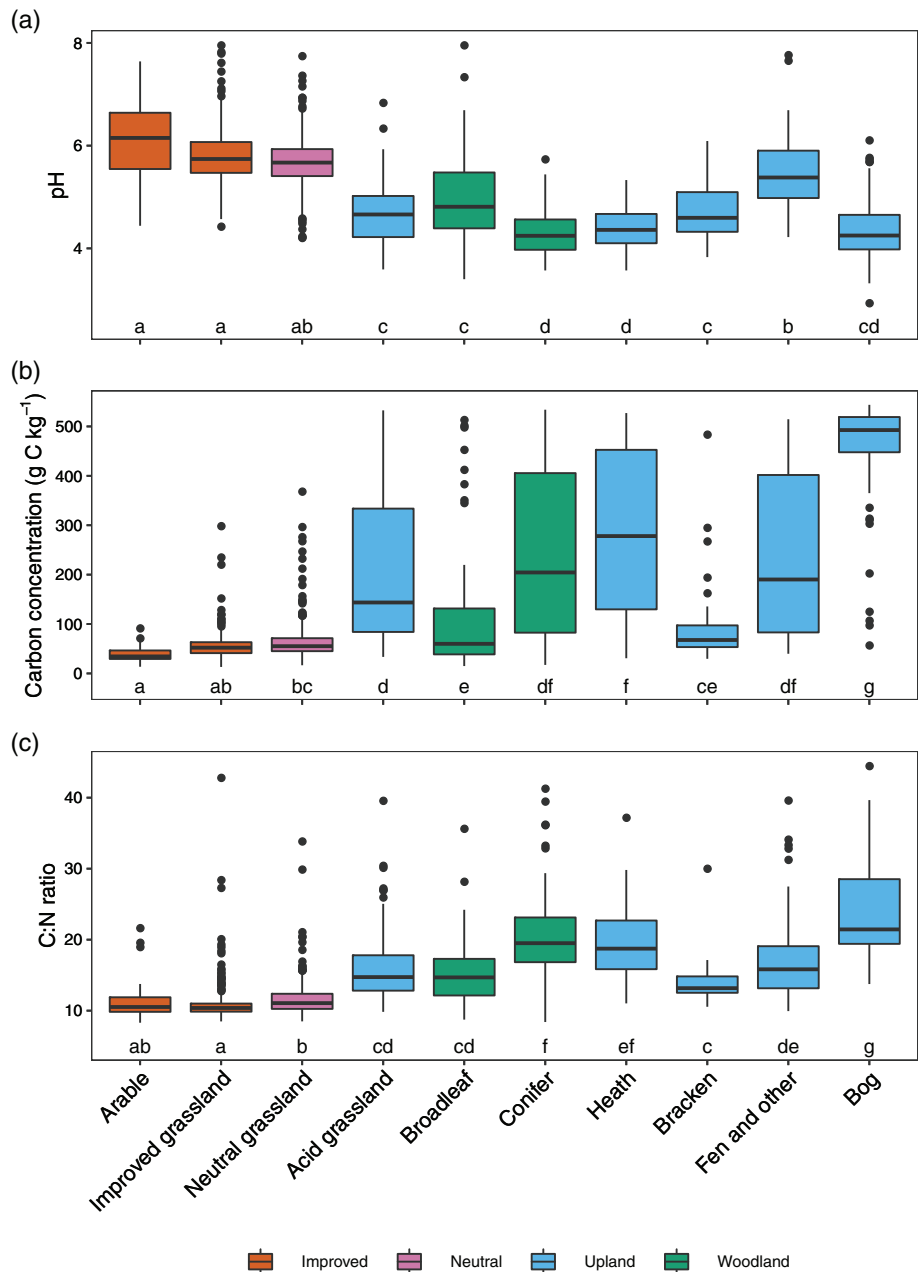 (a)
8
6
4
pH
a a ab c c d d c b cd
(b)
500
400
300
200
100
0
Carbon concentration (g C kg⁻¹)
a ab bc d e df f ce df g
(c)
40
30
20
10
C:N ratio
ab a b cd cd f ef c de g
Arable
Improved grassland
Neutral grassland
Acid grassland
Broadleaf
Conifer
Heath
Bracken
Fen and other
Bog
Improved Neutral Upland Woodland